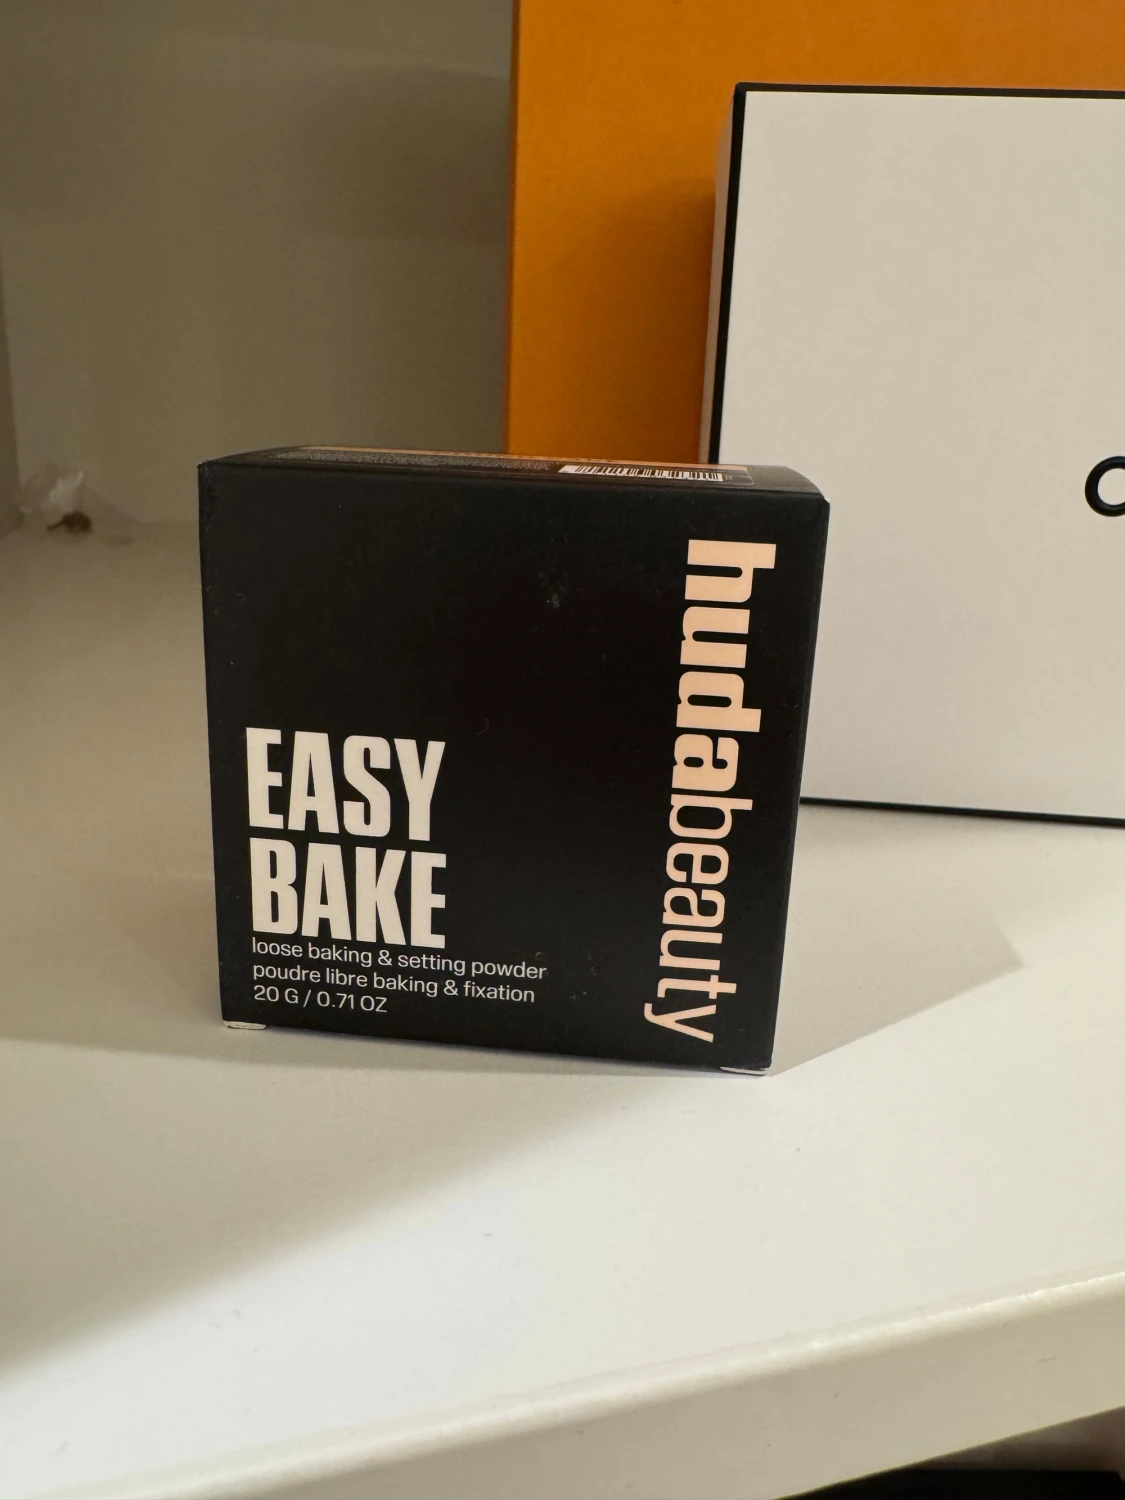 hudabeauty
EASY
BAKE
loose baking & setting powder
poudre libre baking & fixation
20 G / 0.71 OZ